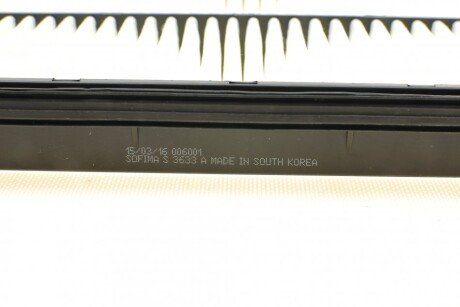 15/03/16 006001
SOFIMA S 3633 A MADE IN SOUTH KOREA